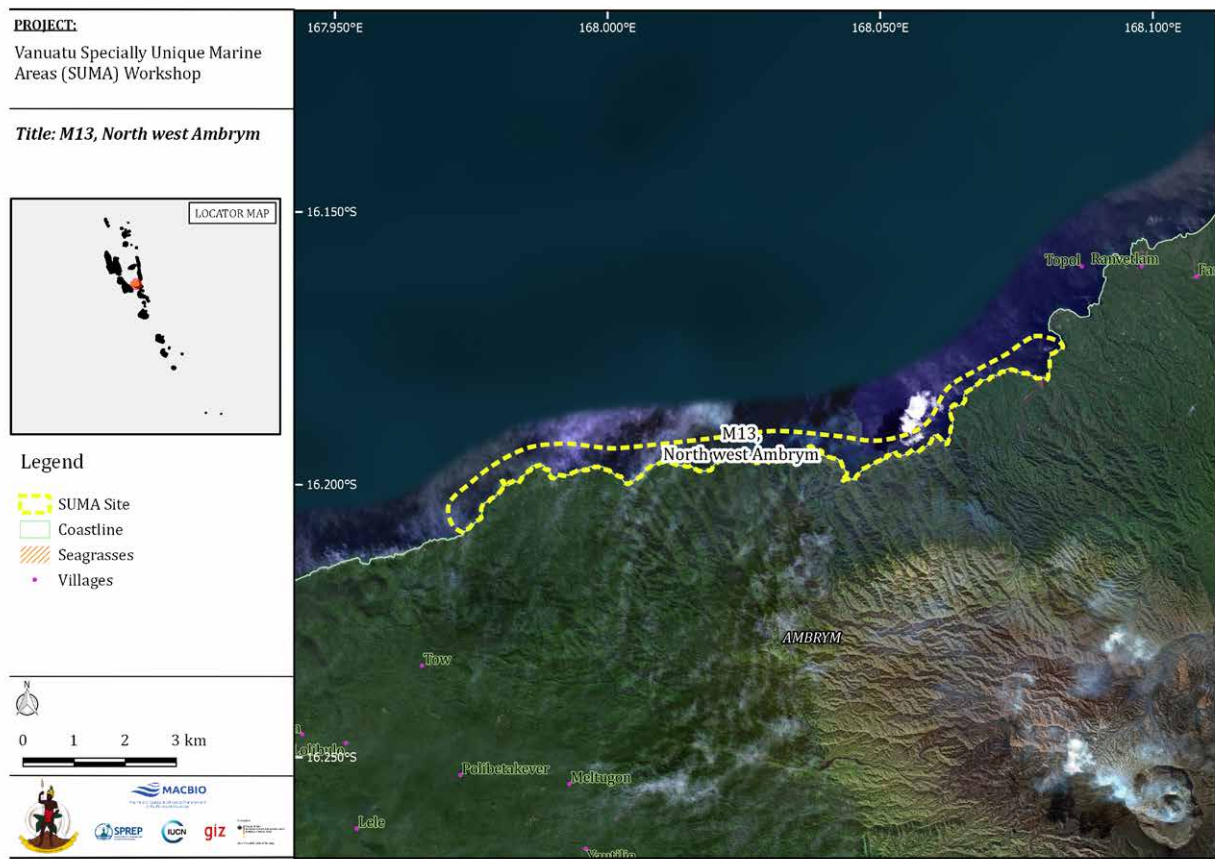 PROJECT:
Vanuatu Specially Unique Marine
Areas (SUMA) Workshop
Title: M13, North west Ambrym
LOCATOR MAP
Legend
SUMA Site
Coastline
Seagrasses
Villages
N
0 1 2 3 km
MACBIO
SPREP
IUCN
giz
167.950°E
168.000°E
168.050°E
168.100°E
16.150°S
16.200°S
16.250°S
Topol
Ranvetlam
M13,
North west Ambrym
AMBRYM
Tow
Polibetakever
Meltugon
Lele